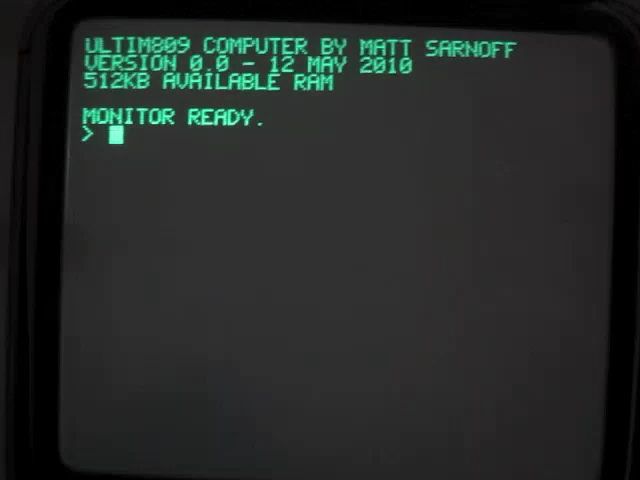 ULTIM809 COMPUTER BY MATT SARNOFF
VERSION 0.0 - 12 MAY 2010
512KB AVAILABLE RAM
MONITOR READY.
>